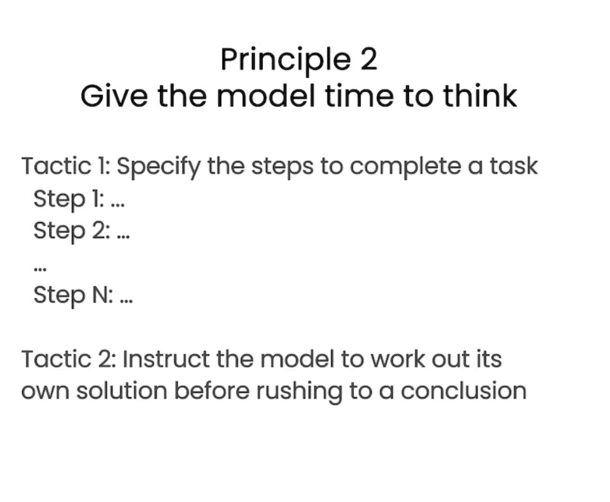 Principle 2
Give the model time to think
Tactic 1: Specify the steps to complete a task
Step 1: ...
Step 2: ...
...
Step N: ...
Tactic 2: Instruct the model to work out its
own solution before rushing to a conclusion